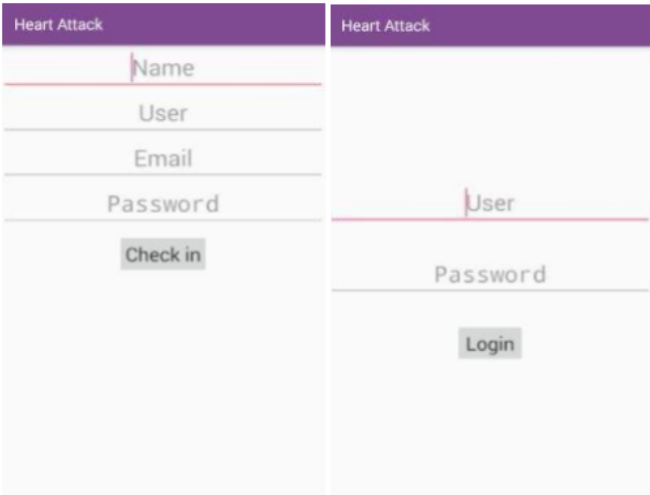 Heart Attack
Name
User
Email
Password
Check in
Heart Attack
User
Password
Login